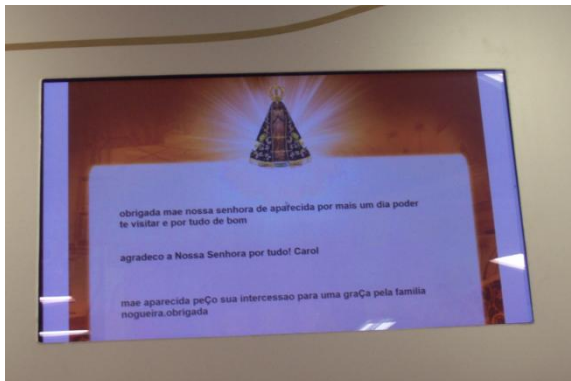 obrigada mae nossa senhora de aparecida por mais um dia poder
te visitar e por tudo de bom
agradeco a Nossa Senhora por tudo! Carol
mae aparecida peÇo sua intercessao para uma graÇa pela familia
nogueira.obrigada